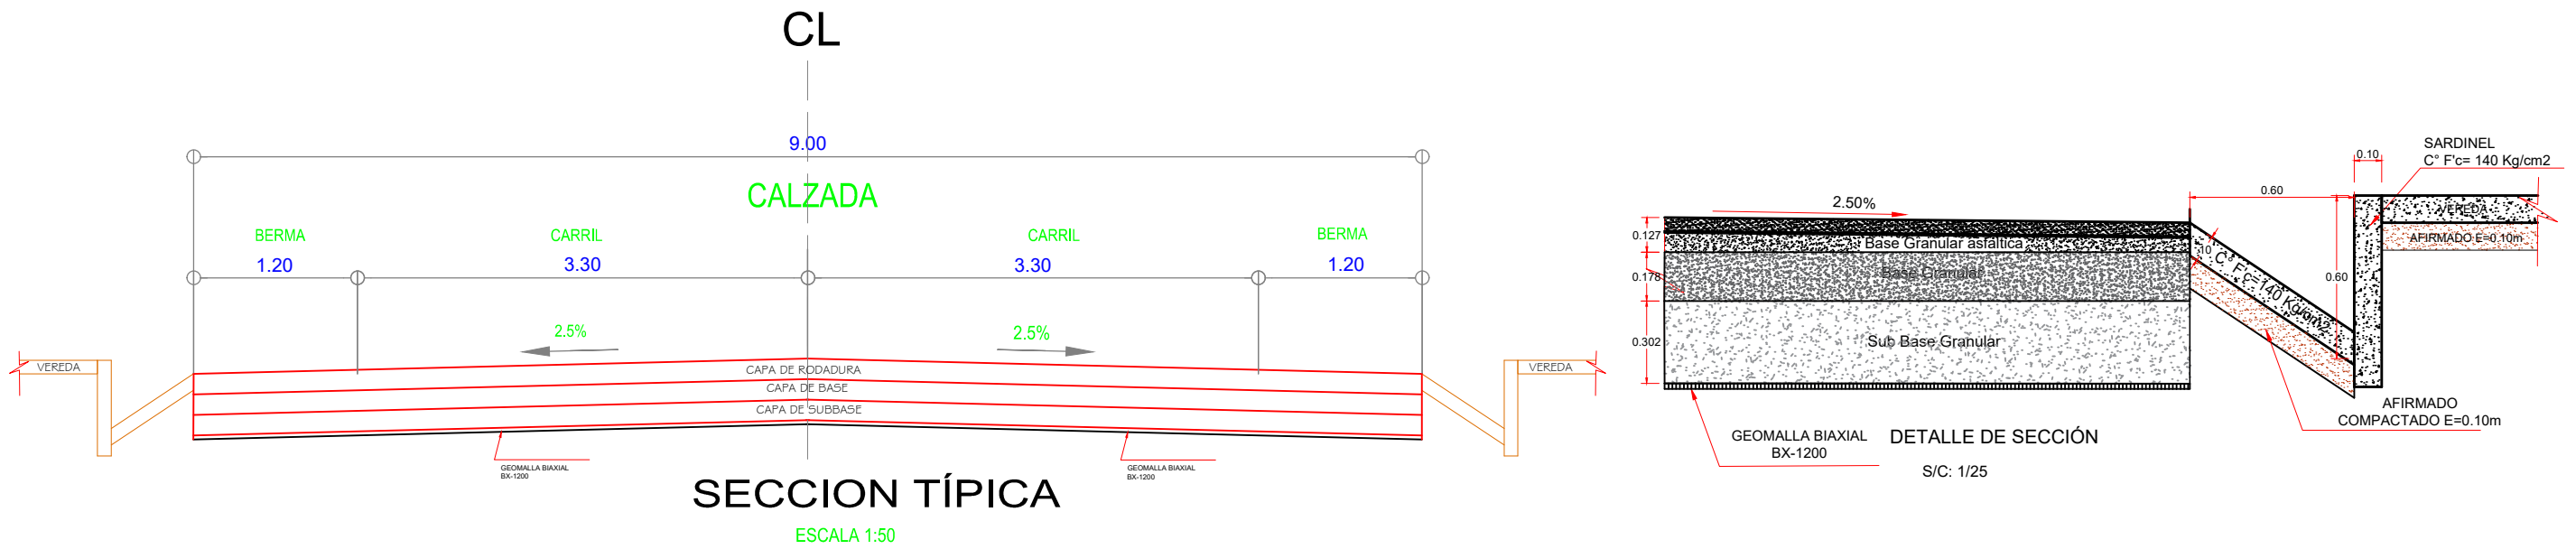 CL
9.00
CALZADA
BERMA
CARRIL
CARRIL
BERMA
1.20
3.30
3.30
1.20
2.5%
2.5%
VEREDA
VEREDA
CAPA DE RODADURA
CAPA DE BASE
CAPA DE SUBBASE
GEOMALLA BIAXIAL
BX-1200
GEOMALLA BIAXIAL
BX-1200
SECCION TÍPICA
ESCALA 1:50
SARDINEL
C° F'c= 140 Kg/cm2
0.10
0.60
2.50%
VEREDA
0.127
Base Granular asfaltica
AFIRMADO E=0.10m
.10
C° F'c=140 Kg/cm2
0.178
Base Granular
0.60
0.302
Sub Base Granular
AFIRMADO
COMPACTADO E=0.10m
GEOMALLA BIAXIAL
BX-1200
DETALLE DE SECCIÓN
S/C: 1/25